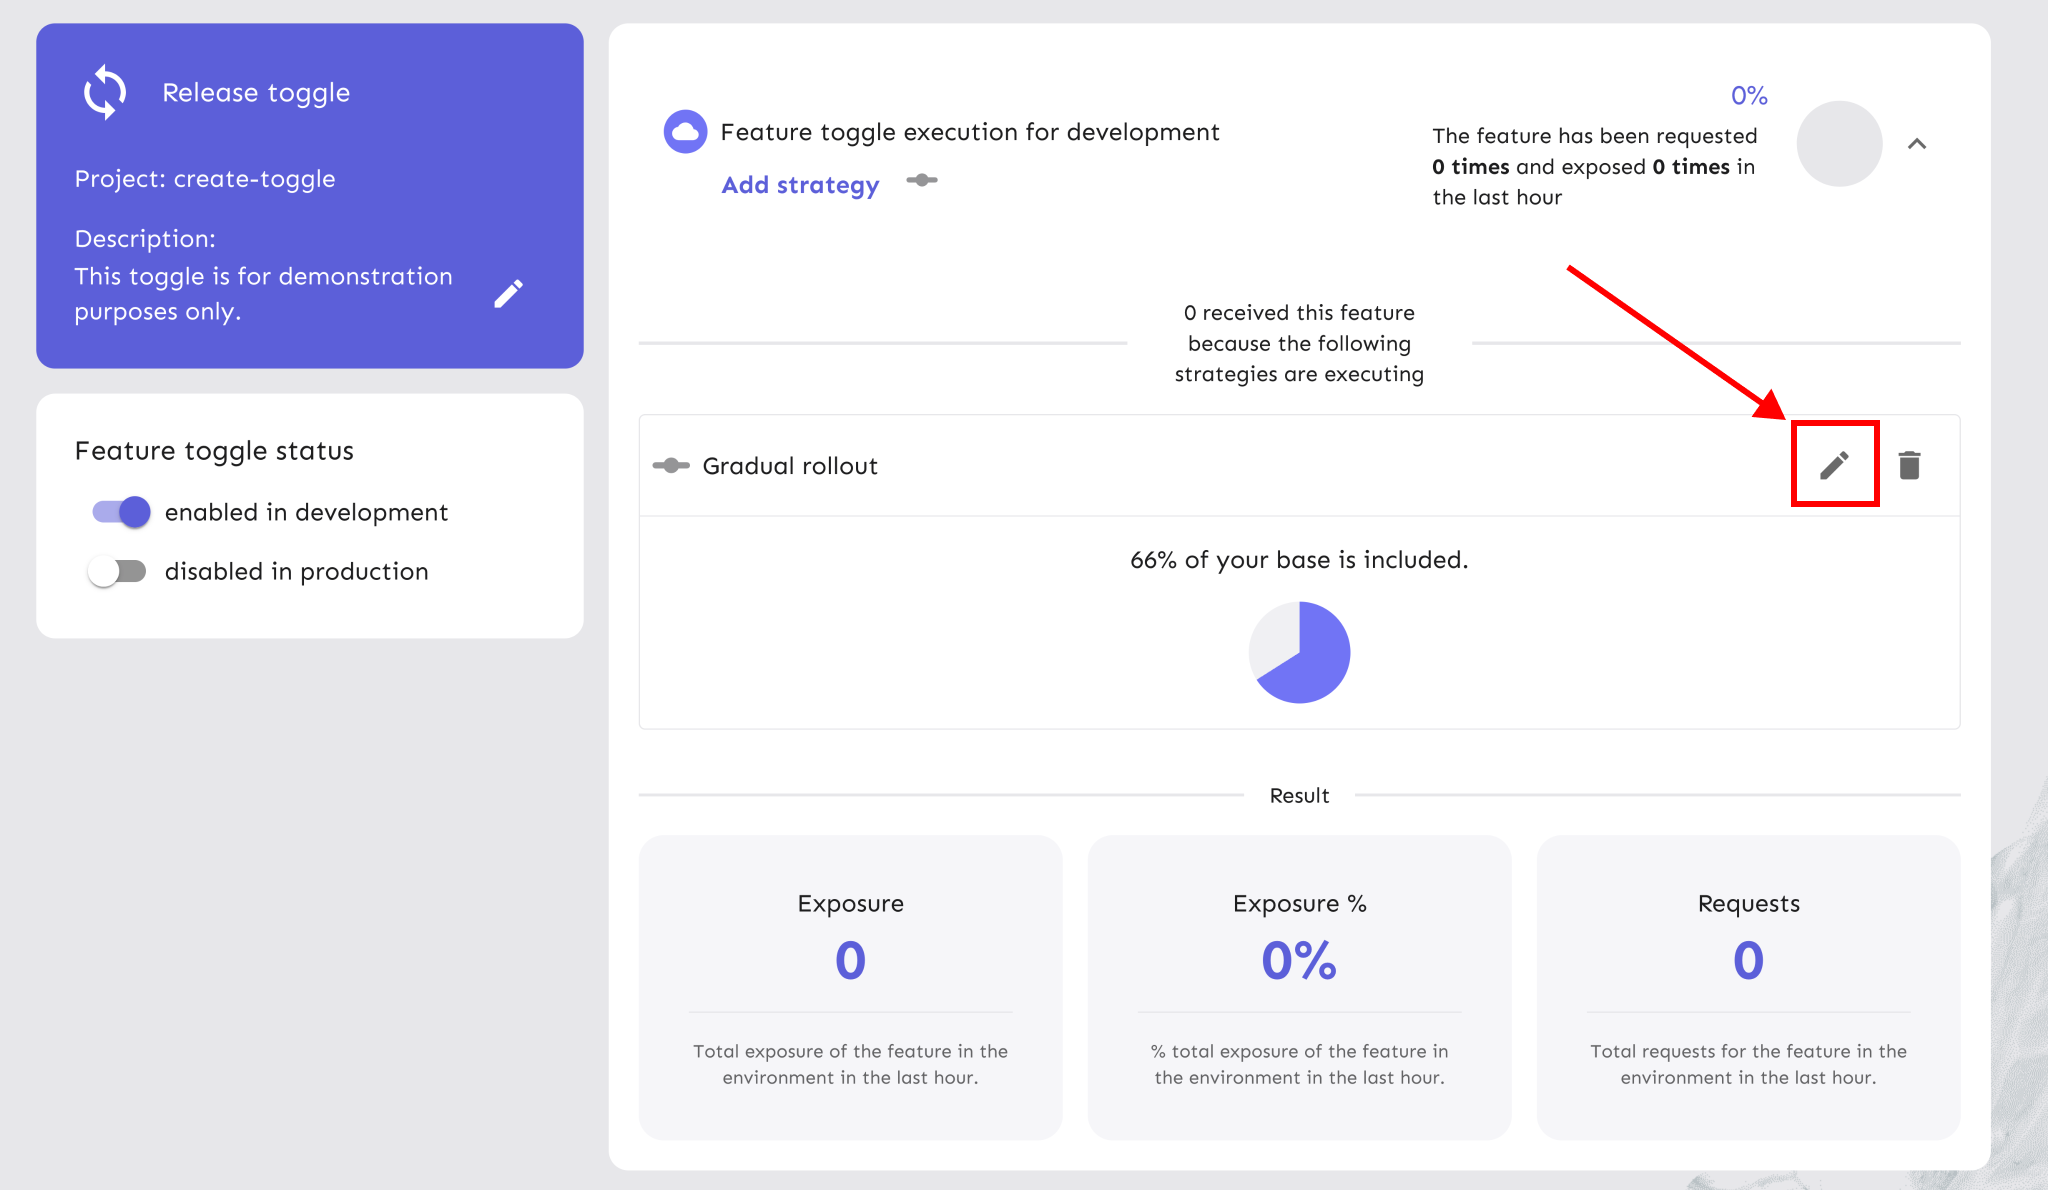 Release toggle
Project: create-toggle
Description:
This toggle is for demonstration
purposes only.
Feature toggle status
enabled in development
disabled in production
Feature toggle execution for development
Add strategy
0%
The feature has been requested
0 times and exposed 0 times in
the last hour
0 received this feature
because the following
strategies are executing
Gradual rollout
66% of your base is included.
Result
Exposure
0
Total exposure of the feature in the
environment in the last hour.
Exposure %
0%
% total exposure of the feature in
the environment in the last hour.
Requests
0
Total requests for the feature in the
environment in the last hour.